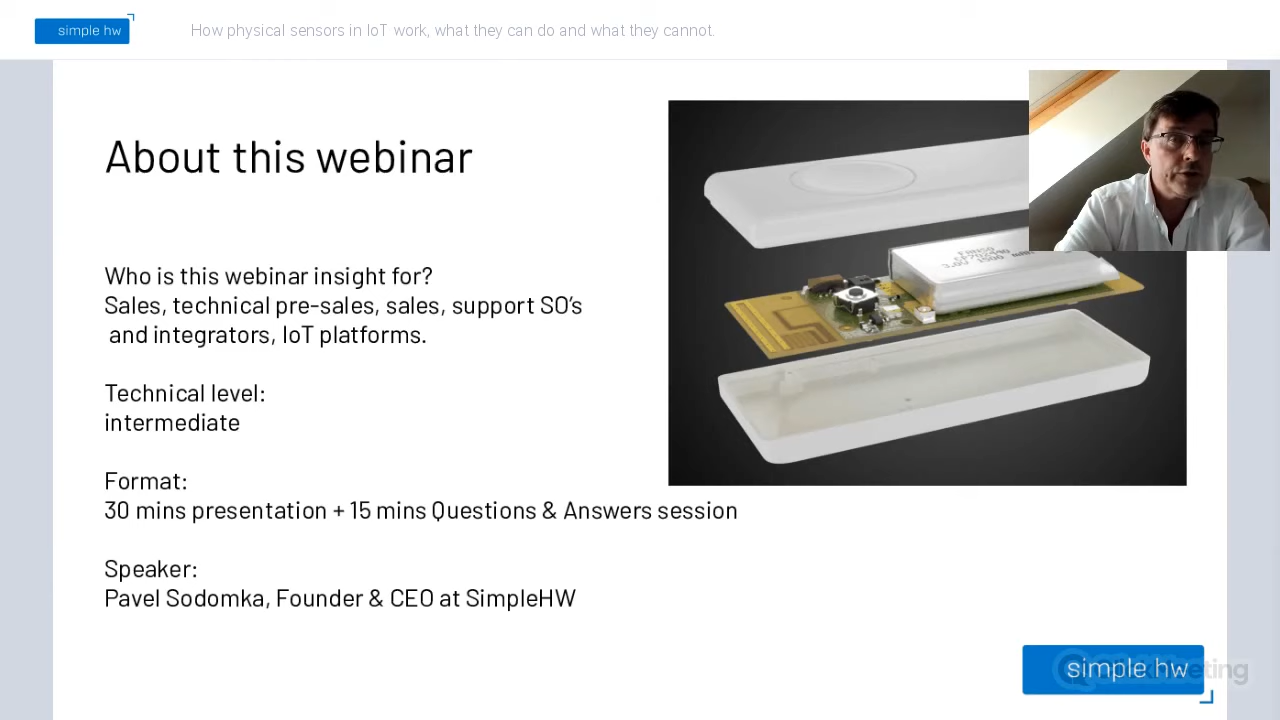 simple hw
How physical sensors in IoT work, what they can do and what they cannot.
About this webinar
Who is this webinar insight for?
Sales, technical pre-sales, sales, support SO's
and integrators, IoT platforms.
Technical level:
intermediate
Format:
30 mins presentation + 15 mins Questions & Answers session
Speaker:
Pavel Sodomka, Founder & CEO at SimpleHW
FANSO
simple hw
ClickMeeting